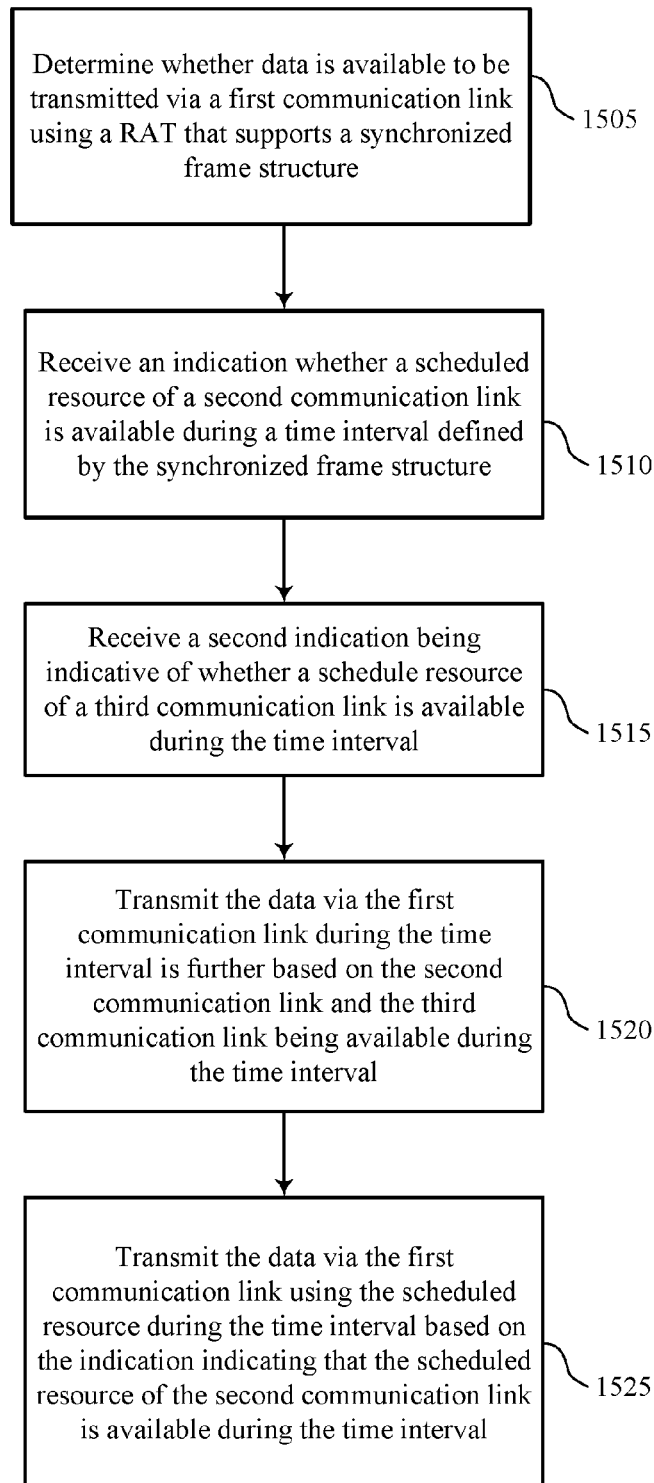 Determine whether data is available to be
transmitted via a first communication link
using a RAT that supports a synchronized
frame structure
1505
Receive an indication whether a scheduled
resource of a second communication link
is available during a time interval defined
by the synchronized frame structure
1510
Receive a second indication being
indicative of whether a schedule resource
of a third communication link is available
during the time interval
1515
Transmit the data via the first
communication link during the time
interval is further based on the second
communication link and the third
communication link being available during
the time interval
1520
Transmit the data via the first
communication link using the scheduled
resource during the time interval based on
the indication indicating that the scheduled
resource of the second communication link
is available during the time interval
1525